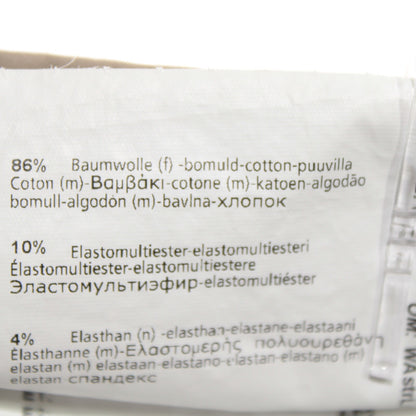 86% Baumwolle (f) -bomuld-cotton-puuvilla
Coton (m)-Βαμβάκι-cotone (m)-katoen-algodão
bomull-algodón (m)-bavlna-хлопок
10% Elastomultiester-elastomultiesteri
Élastomultiester-elastomultiestere
Эластомультиэфир-elastomultiéster
4% Elasthan (n) -elasthan-elastane-elastaani
Élasthanne (m)-Ελαστομερής πολυουρεθάνη
elastan (m) elastaan-elastano-elastan-elastano (m)
elastan спандекс